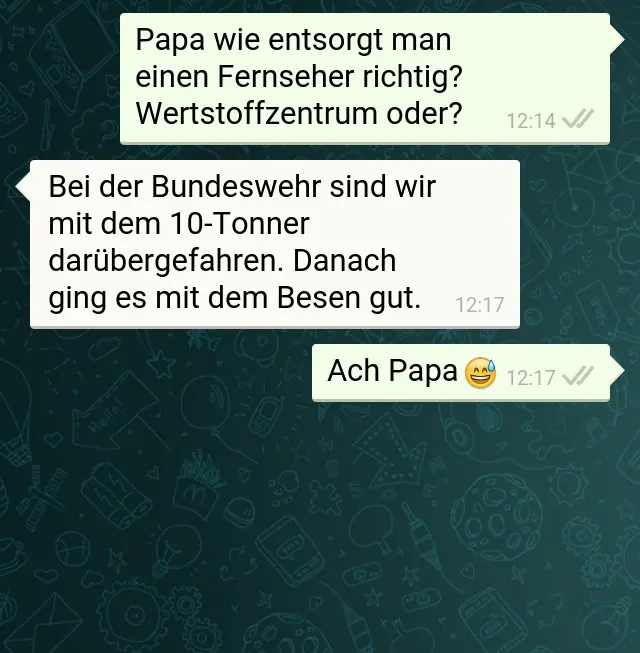 Papa wie entsorgt man
einen Fernseher richtig?
Wertstoffzentrum oder?
12:14
Bei der Bundeswehr sind wir
mit dem 10-Tonner
darübergefahren. Danach
ging es mit dem Besen gut.
12:17
Ach Papa😅
12:17
Hello!